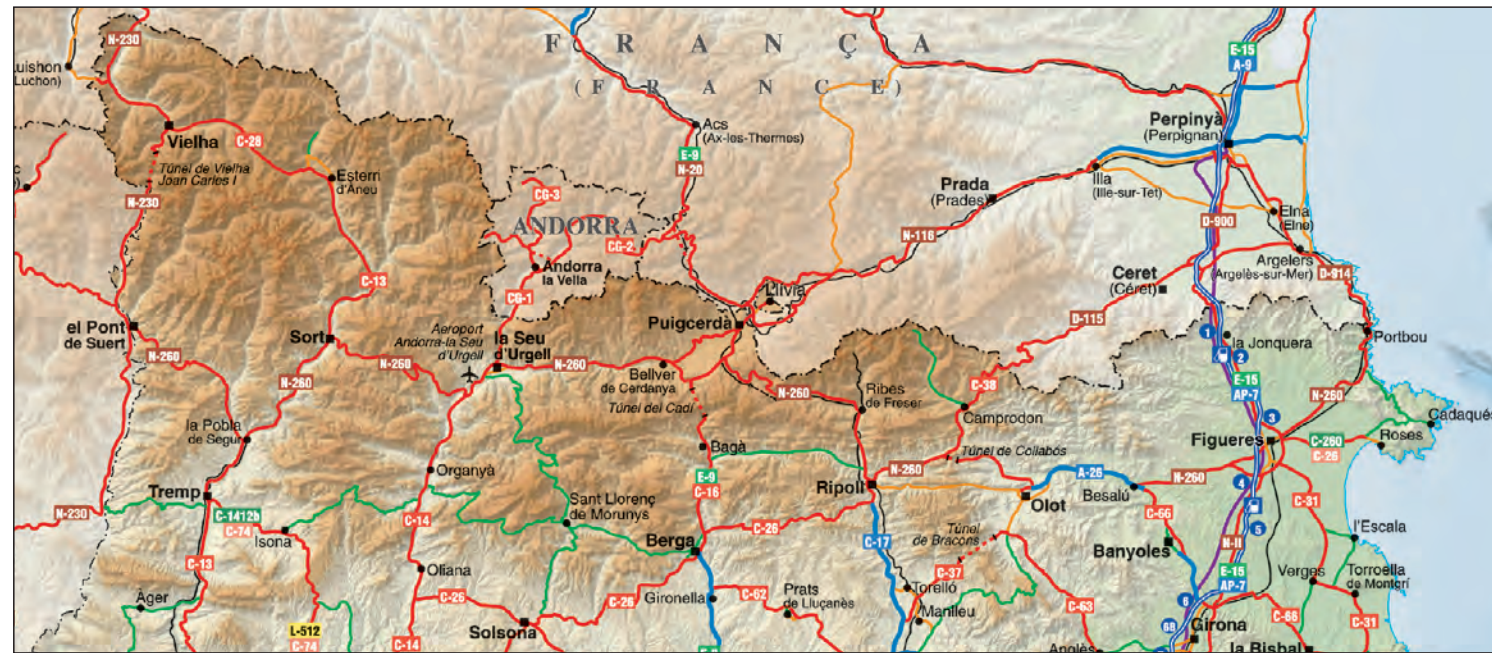 N-230
F R A N Ç A
( F R A N C E )
E-15
A-9
Luishon
Luchon)
Vielha
C-28
Túnel de Vielha
Joan Carles I
Esterri
d'Àneu
N-230
Acs
(Ax-les-Thermes)
E-9
N-20
CG-3
ANDORRA
CG-2
Andorra
la Vella
CG-1
Prada
(Prades)
Illa
(Ille-sur-Tet)
Perpinyà
(Perpignan)
Elna
(Elne)
D-900
N-116
Argelers
(Argelès-sur-Mer)
D-914
Ceret
(Céret)
D-115
Llívia
C-13
el Pont
de Suert
Sort
Aeroport
Andorra-la Seu
d'Urgell
la Seu
d'Urgell
Puigcerdà
1
la Jonquera
2
Portbou
N-260
N-260
N-260
N-260
Bellver
de Cerdanya
Túnel del Cadí
N-260
Ribes
de Freser
C-38
Camprodon
E-15
AP-7
N-260
3
Cadaqués
la Pobla
de Segur
Bagà
Túnel de Collabós
Figueres
C-260
C-26
Roses
Organyà
E-9
C-16
N-260
Ripoll
A-26
Besalú
N-260
4
Tremp
N-230
C-1412b
C-74
Isona
C-14
Sant Llorenç
de Morunys
C-26
Olot
C-66
C-31
5
l'Escala
Berga
C-17
Túnel
de Bracons
Banyoles
N-II
C-13
Oliana
C-37
E-15
AP-7
Verges
Torroella
de Montgrí
Àger
C-26
C-26
Gironella
C-62
Prats
de Lluçanès
Torelló
Manlleu
C-63
6
L-512
C-74
C-14
Solsona
Girona
6B
C-66
C-31
Anglès
la Bisbal